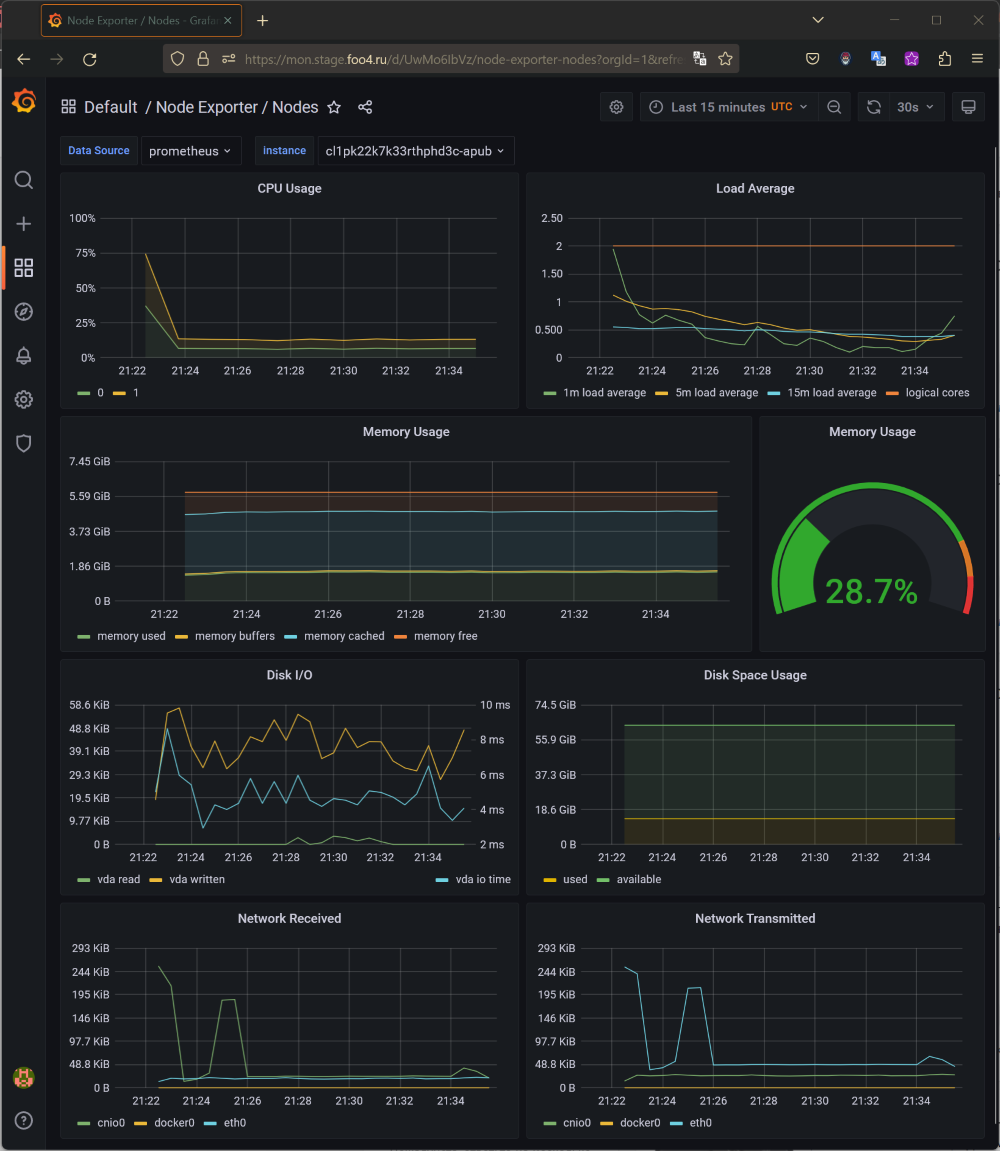 Node Exporter / Nodes - Grafan
https://mon.stage.foo4.ru/d/UwMo6IbVz/node-exporter-nodes?orgId=1&refre
Default / Node Exporter / Nodes
Last 15 minutes UTC
30s
Data Source prometheus
instance cl1pk22k7k33rthphd3c-apub
CPU Usage
100%
75%
50%
25%
0%
21:22 21:24 21:26 21:28 21:30 21:32 21:34
0 1
Load Average
2.50
2
1.50
1
0.500
0
21:22 21:24 21:26 21:28 21:30 21:32 21:34
1m load average 5m load average 15m load average logical cores
Memory Usage
7.45 GiB
5.59 GiB
3.73 GiB
1.86 GiB
0 B
21:22 21:24 21:26 21:28 21:30 21:32 21:34
memory used memory buffers memory cached memory free
Memory Usage
28.7%
Disk I/O
58.6 KiB
48.8 KiB
39.1 KiB
29.3 KiB
19.5 KiB
9.77 KiB
0 B
10 ms
8 ms
6 ms
4 ms
2 ms
21:22 21:24 21:26 21:28 21:30 21:32 21:34
vda read vda written vda io time
Disk Space Usage
74.5 GiB
55.9 GiB
37.3 GiB
18.6 GiB
0 B
21:22 21:24 21:26 21:28 21:30 21:32 21:34
used available
Network Received
293 KiB
244 KiB
195 KiB
146 KiB
97.7 KiB
48.8 KiB
0 B
21:22 21:24 21:26 21:28 21:30 21:32 21:34
cnio0 docker0 eth0
Network Transmitted
293 KiB
244 KiB
195 KiB
146 KiB
97.7 KiB
48.8 KiB
0 B
21:22 21:24 21:26 21:28 21:30 21:32 21:34
cnio0 docker0 eth0